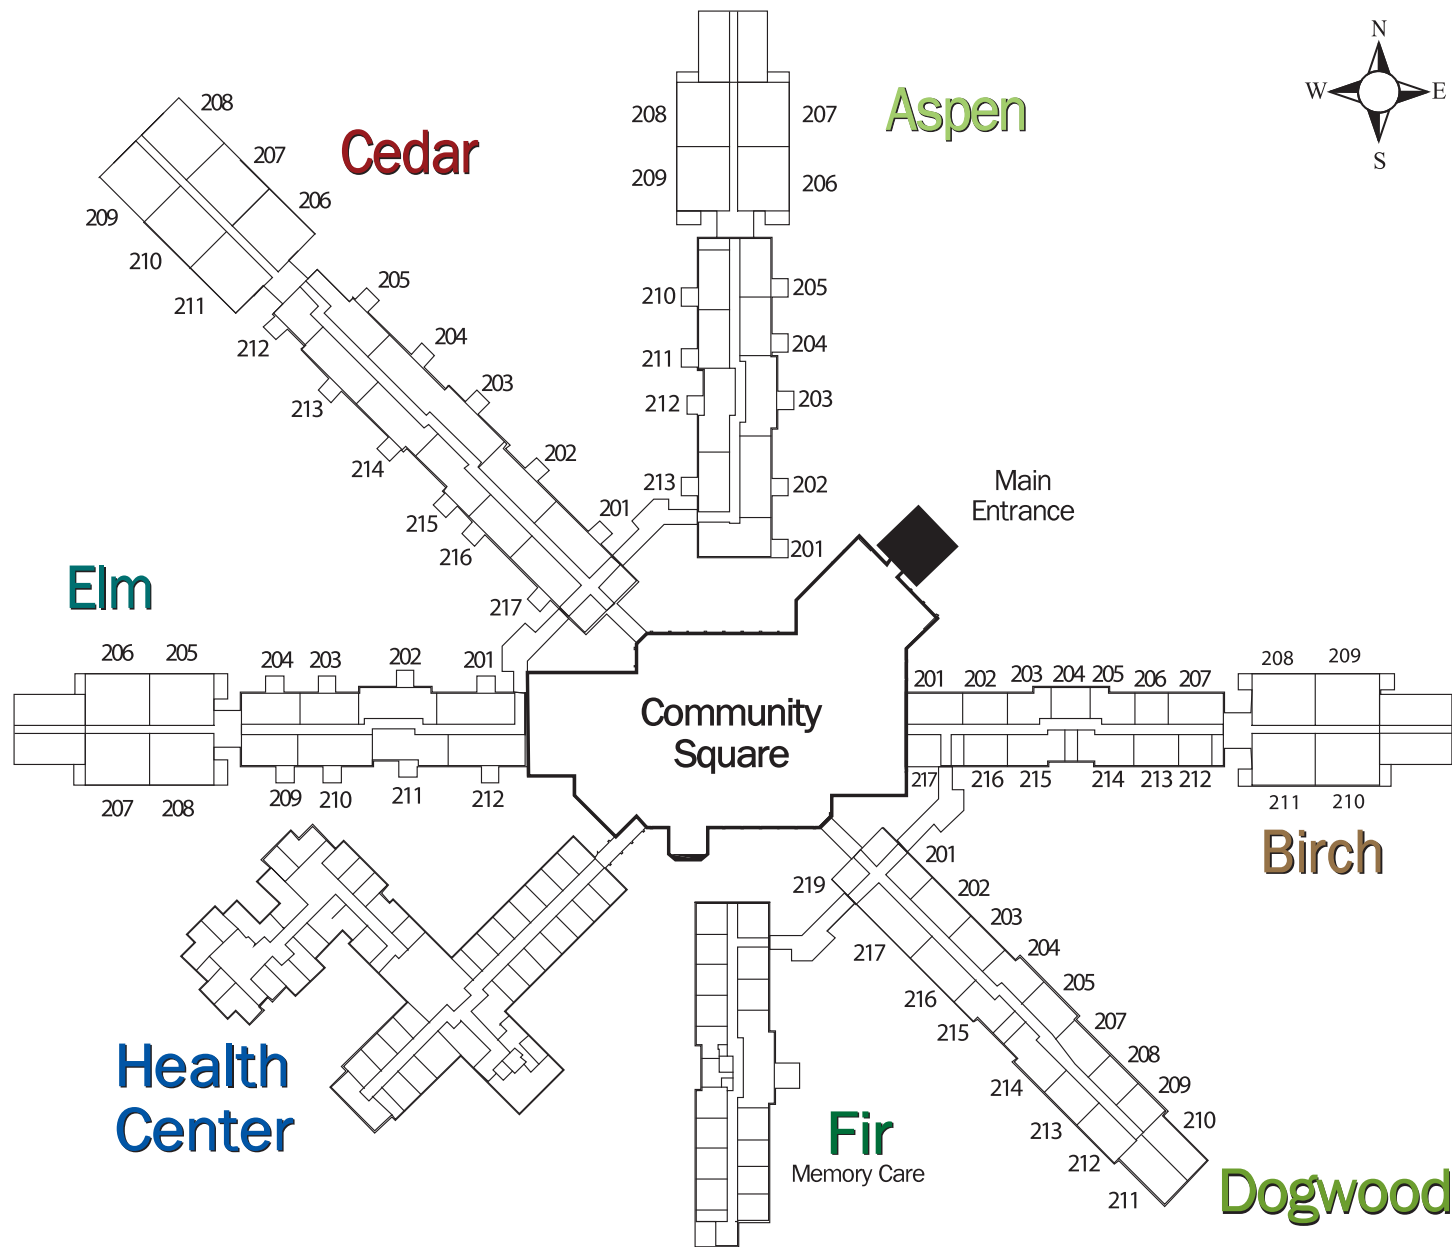 N
W E
S
Aspen
208 207
209 206
210 205
211 204
212 203
213 202
201
Cedar
208
207
206
209
210
211
205
212
204
213
203
214
202
215
201
216
217
Main
Entrance
Elm
206 205 204 203 202 201
207 208 209 210 211 212
Community
Square
201 202 203 204 205 206 207 208 209
217 216 215 214 213 212 211 210
Birch
201
219
202
203
217
204
205
216
207
215
208
214
209
213
210
212
211
Dogwood
Health
Center
Fir
Memory Care